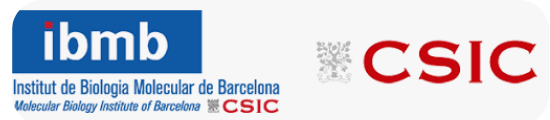 ibmb
Institut de Biologia Molecular de Barcelona
Molecular Biology Institute of Barcelona CSIC
CSIC